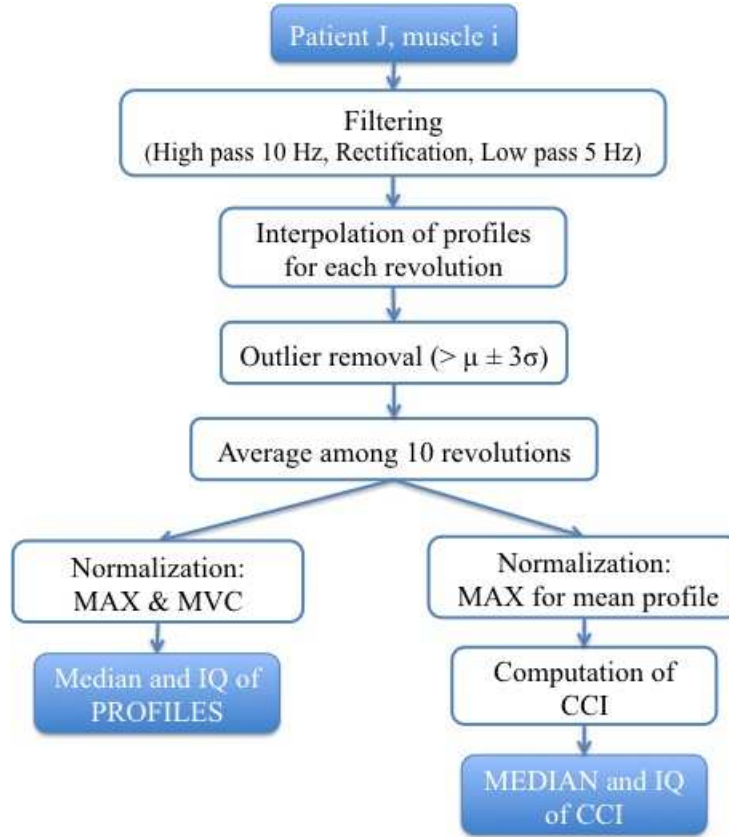 Patient J, muscle i
Filtering
(High pass 10 Hz, Rectification, Low pass 5 Hz)
Interpolation of profiles
for each revolution
Outlier removal (> μ ± 3σ)
Average among 10 revolutions
Normalization:
MAX & MVC
Median and IQ of
PROFILES
Normalization:
MAX for mean profile
Computation of
CCI
MEDIAN and IQ
of CCI